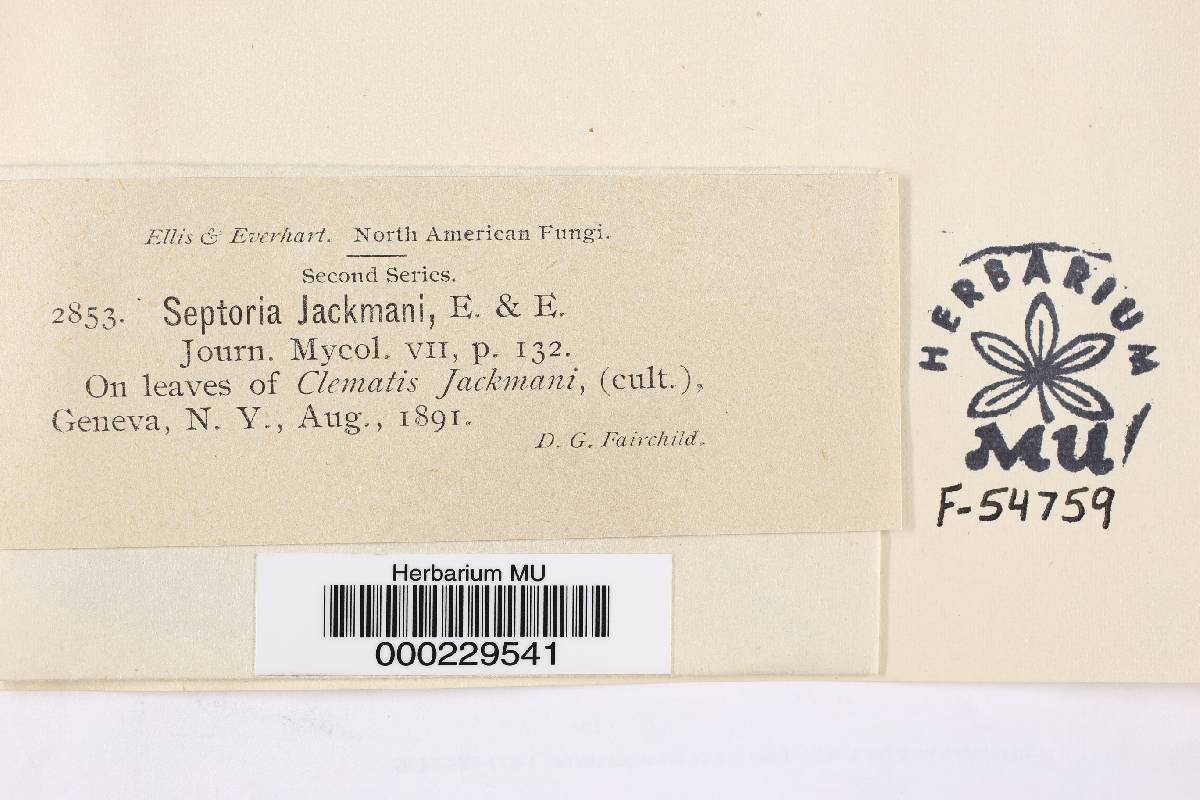 Ellis & Everhart. North American Fungi.
Second Series.
2853. Septoria Jackmani, E. & E.
Journ. Mycol. VII, p. 132.
On leaves of Clematis Jackmani, (cult.),
Geneva, N. Y., Aug., 1891.
D. G. Fairchild.
HERBARIUM
MU
F-54759
Herbarium MU
000229541